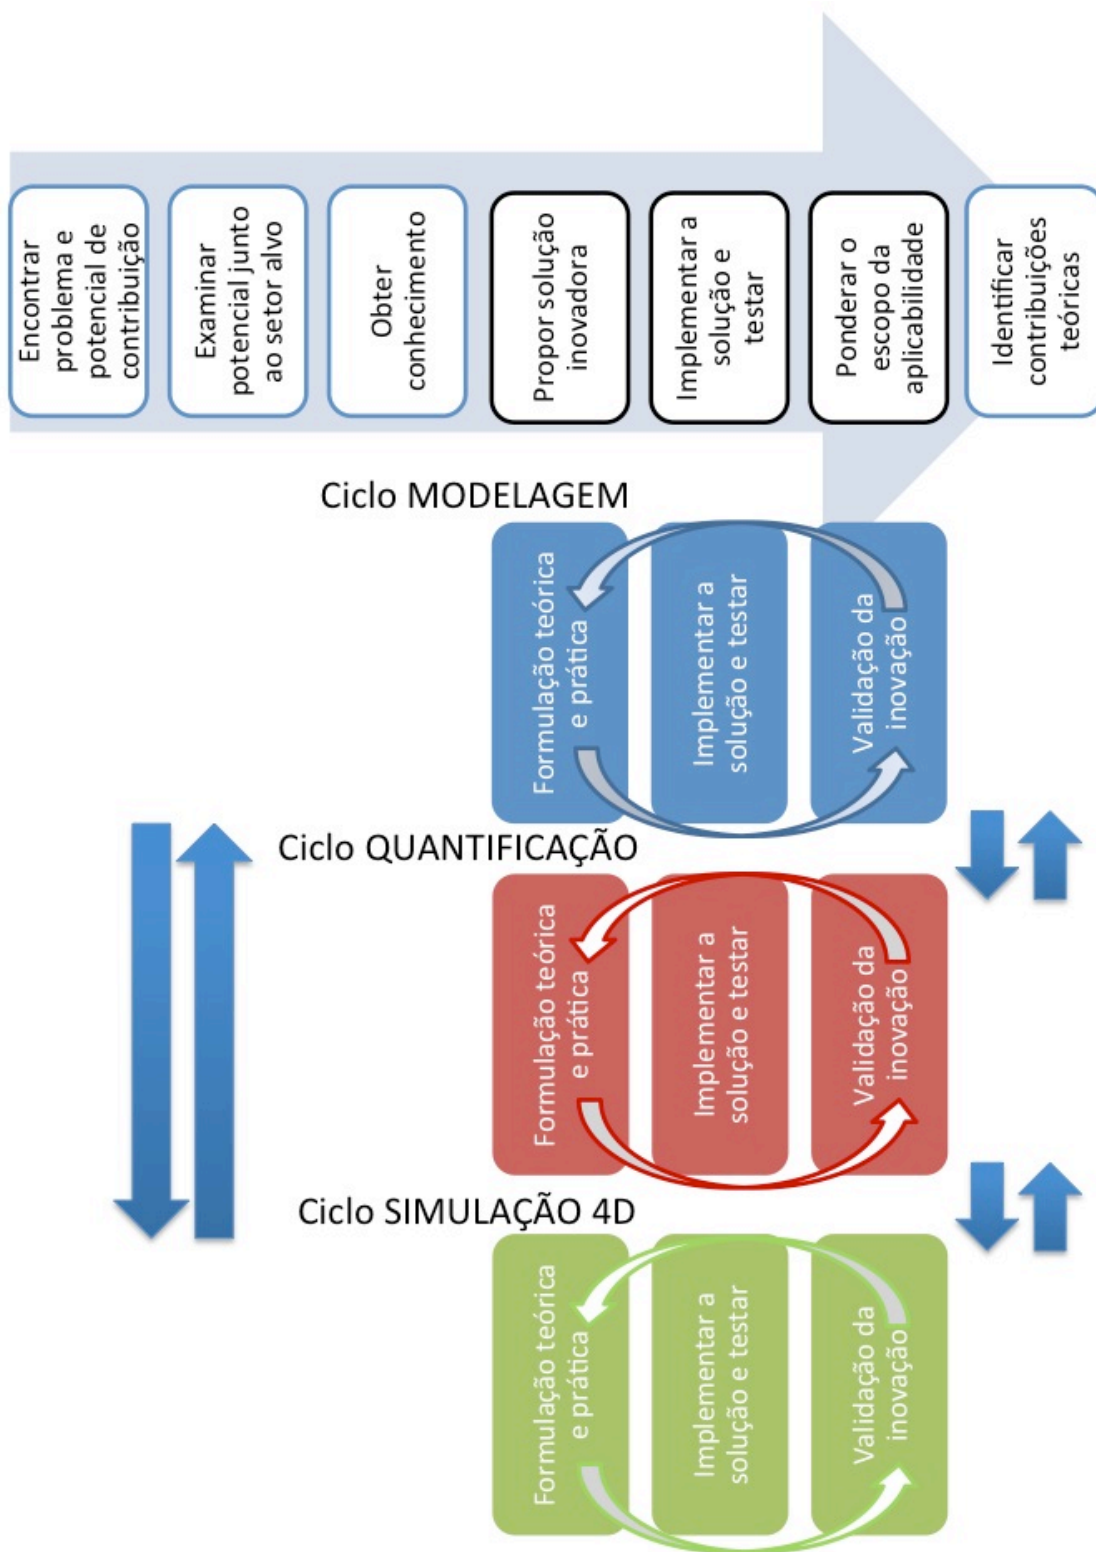 Encontrar
problema e
potencial de
contribuição
Examinar
potencial junto
ao setor alvo
Obter
conhecimento
Propor solução
inovadora
Implementar a
solução e
testar
Ponderar o
escopo da
aplicabilidade
Identificar
contribuições
teóricas
Ciclo MODELAGEM
Formulação teórica
e prática
Implementar a
solução e testar
Validação da
inovação
Ciclo QUANTIFICAÇÃO
Formulação teórica
e prática
Implementar a
solução e testar
Validação da
inovação
Ciclo SIMULAÇÃO 4D
Formulação teórica
e prática
Implementar a
solução e testar
Validação da
inovação